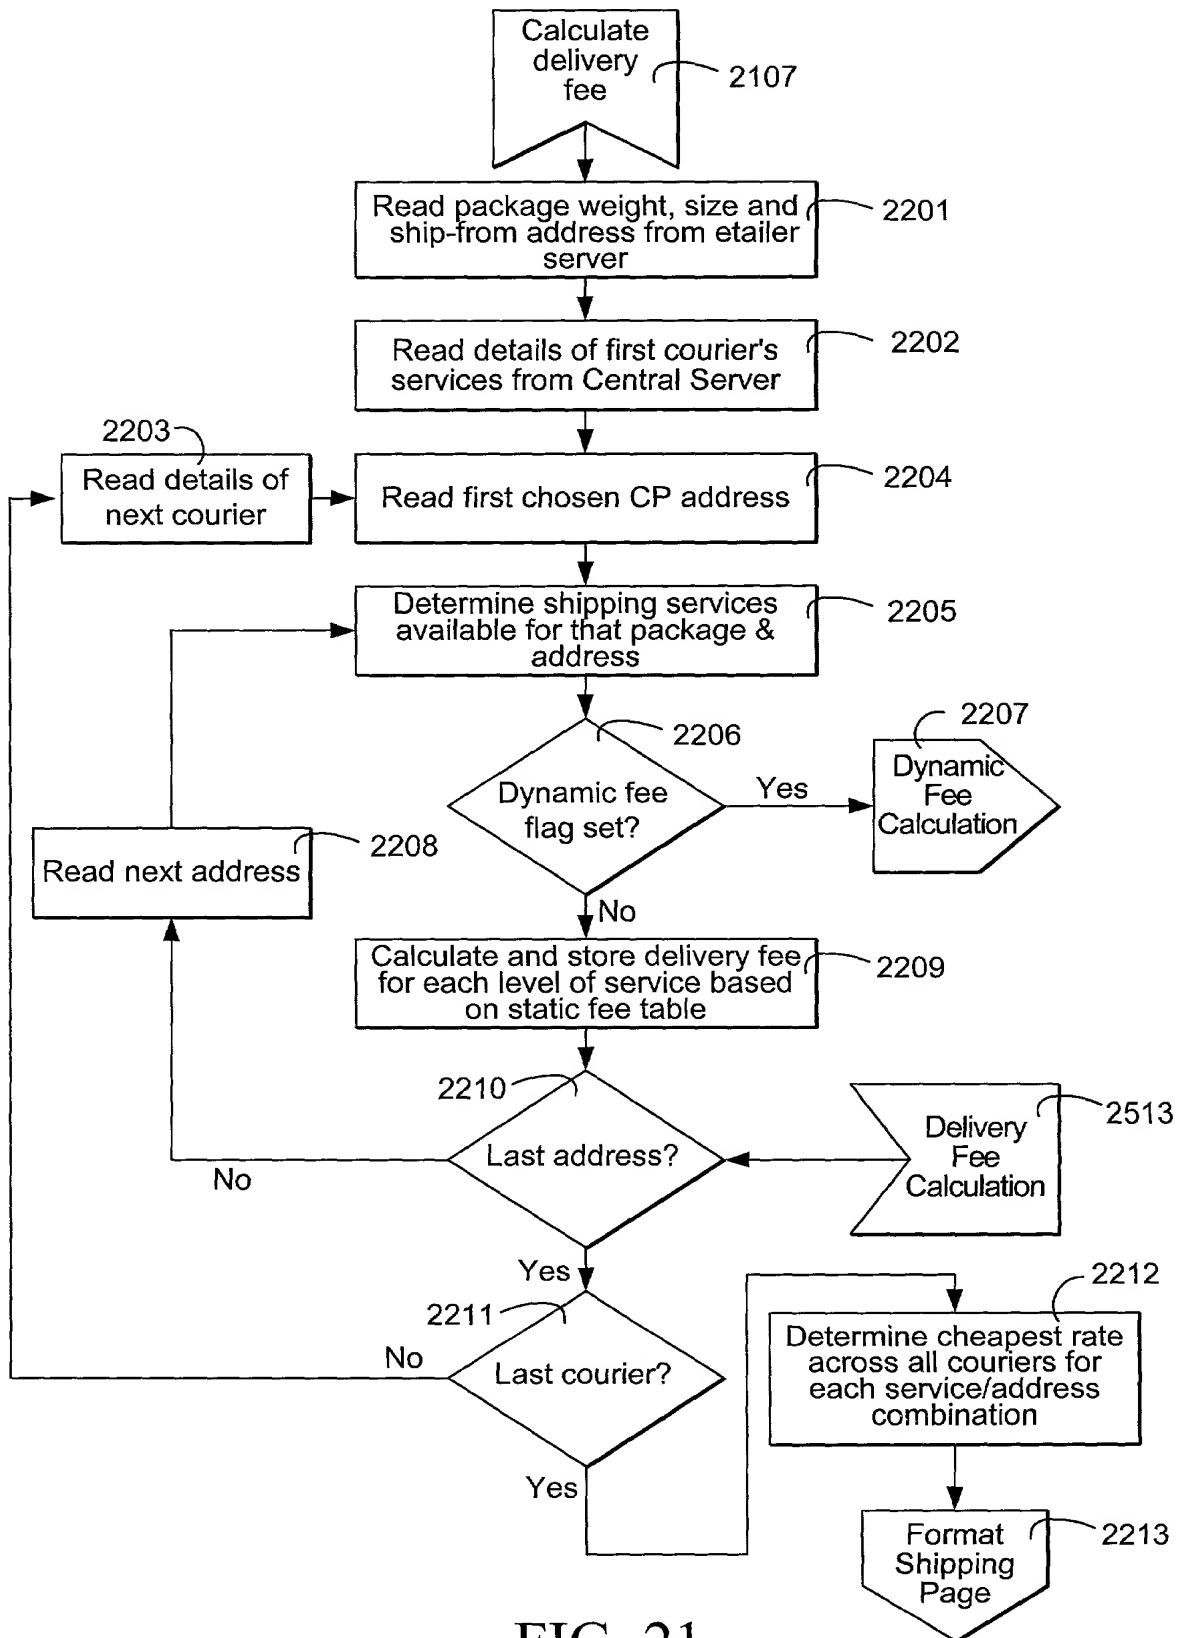 Calculate
delivery
fee
2107
Read package weight, size and
ship-from address from etailer
server
2201
Read details of first courier's
services from Central Server
2202
2203
Read details of
next courier
Read first chosen CP address
2204
Determine shipping services
available for that package &
address
2205
2206
Dynamic fee
flag set?
Yes
2207
Dynamic
Fee
Calculation
Read next address
2208
No
Calculate and store delivery fee
for each level of service based
on static fee table
2209
2210
Last address?
No
Delivery
Fee
Calculation
2513
Yes
2211
Last courier?
No
Yes
2212
Determine cheapest rate
across all couriers for
each service/address
combination
Format
Shipping
Page
2213
FIG. 21